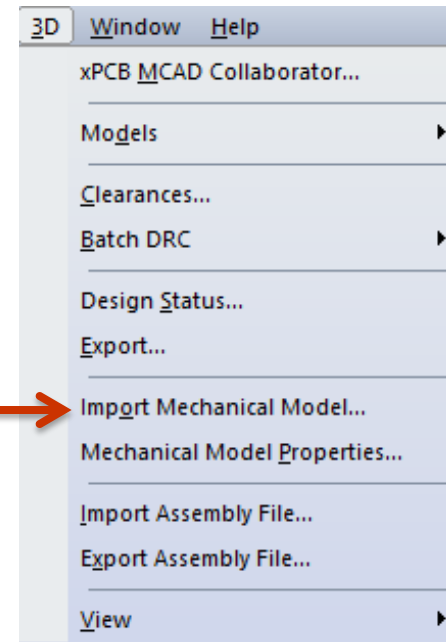 3D Window Help
xPCB MCAD Collaborator...
Models
Clearances...
Batch DRC
Design Status...
Export...
Import Mechanical Model...
Mechanical Model Properties...
Import Assembly File...
Export Assembly File...
View